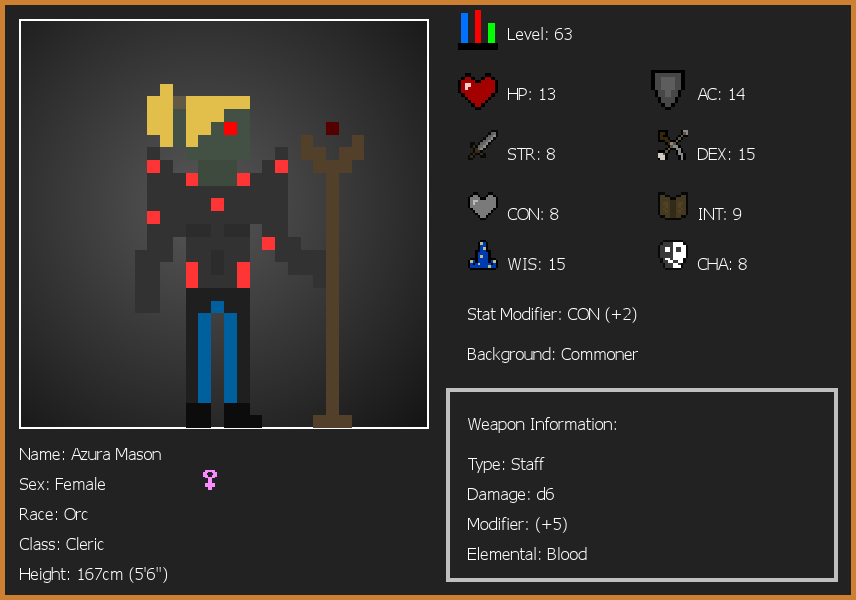 Level: 63
HP: 13
AC: 14
STR: 8
DEX: 15
CON: 8
INT: 9
WIS: 15
CHA: 8
Stat Modifier: CON (+2)
Background: Commoner
Weapon Information:
Type: Staff
Damage: d6
Modifier: (+5)
Elemental: Blood
Name: Azura Mason
Sex: Female
Race: Orc
Class: Cleric
Height: 167cm (5'6")